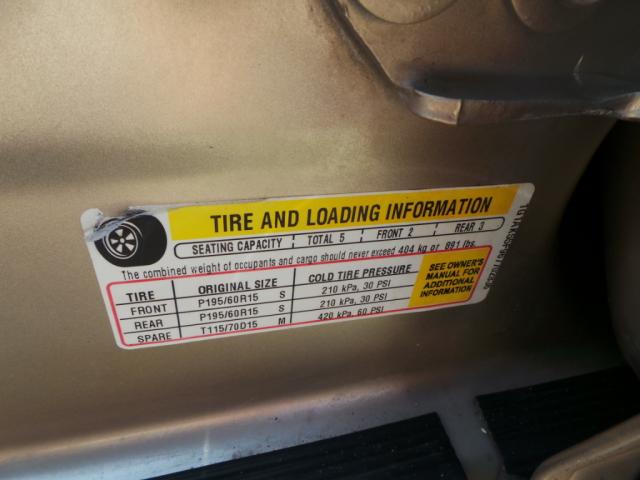 TIRE AND LOADING INFORMATION
SEATING CAPACITY TOTAL 5 FRONT 2 REAR 3
The combined weight of occupants and cargo should never exceed 404 kg or 891 lbs.
TIRE ORIGINAL SIZE COLD TIRE PRESSURE
FRONT P195/60R15 S 210 kPa, 30 PSI
REAR P195/60R15 S 210 kPa, 30 PSI
SPARE T115/70D15 M 420 kPa, 60 PSI
SEE OWNER'S
MANUAL FOR
ADDITIONAL
INFORMATION